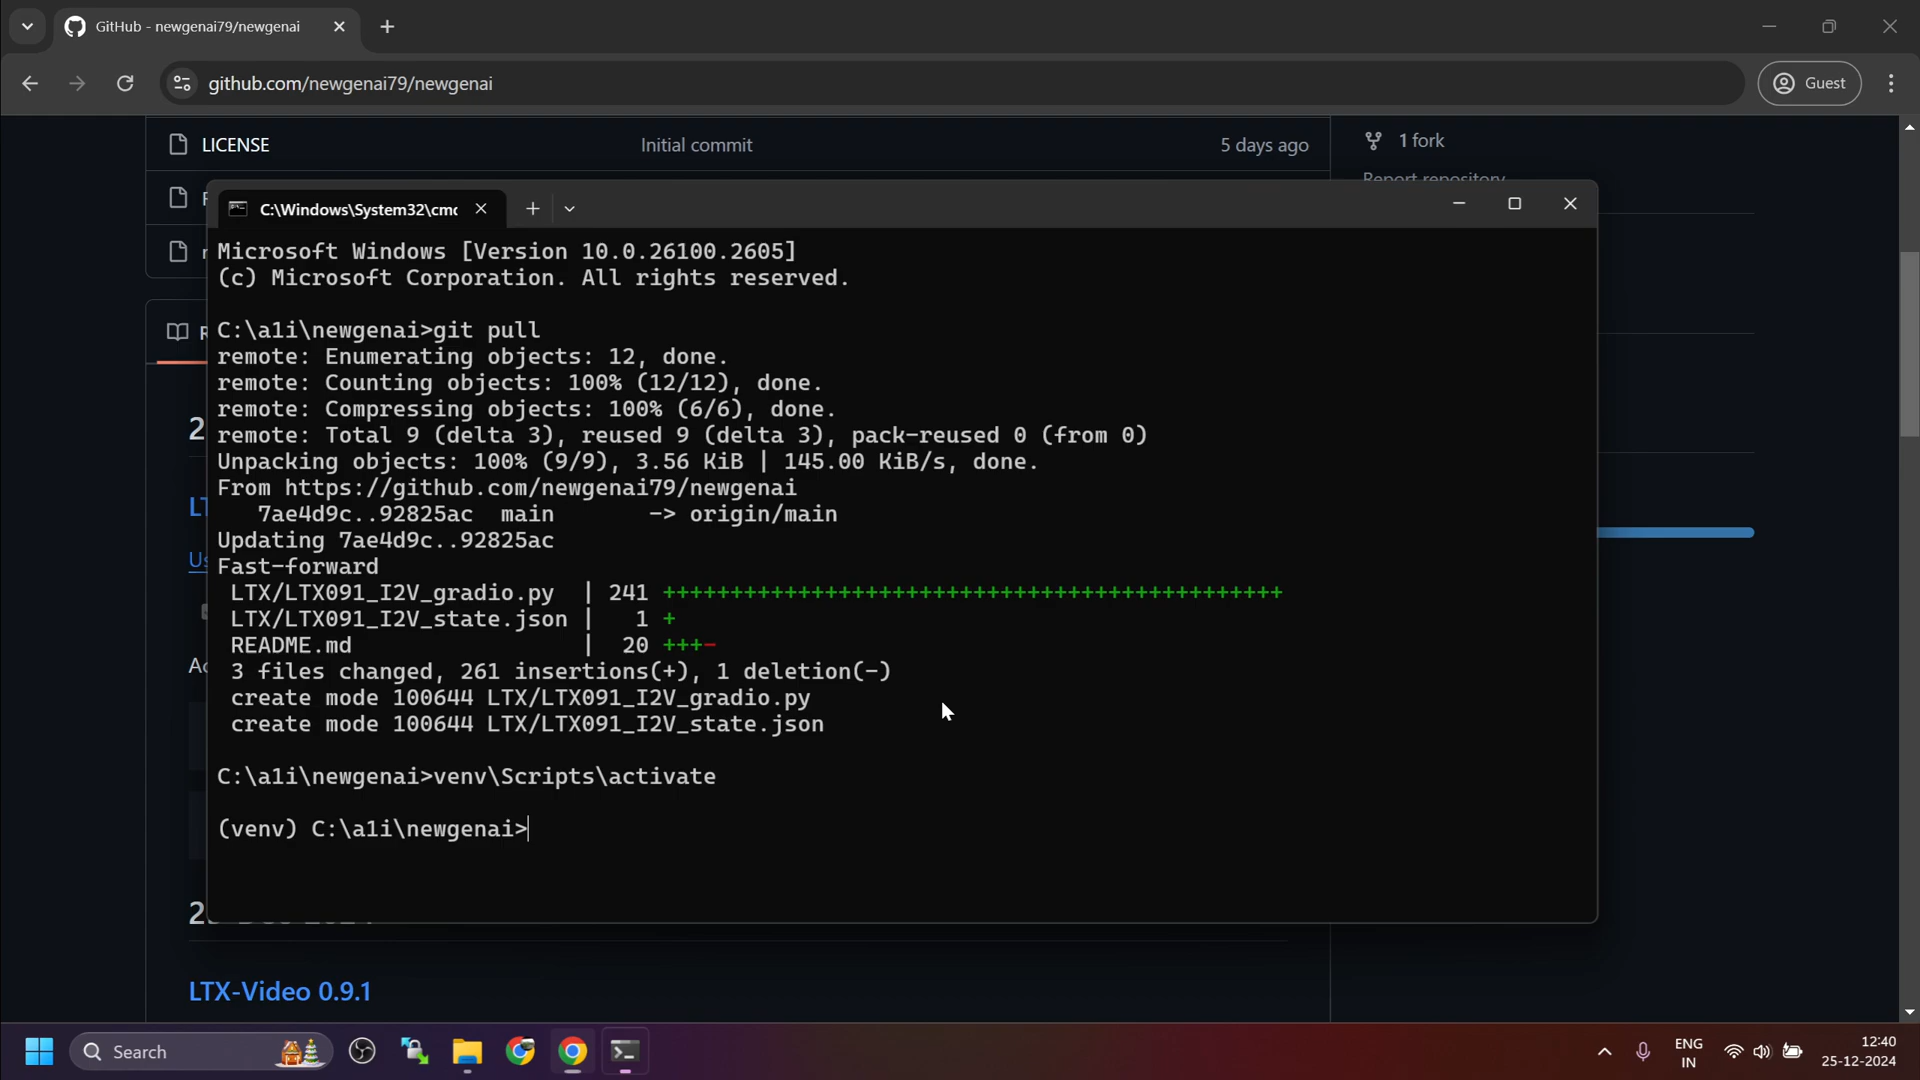 GitHub - newgenai79/newgenai
github.com/newgenai79/newgenai
Guest
LICENSE
Initial commit
5 days ago
1 fork
Report repository
C:\Windows\System32\cmd
Microsoft Windows [Version 10.0.26100.2605]
(c) Microsoft Corporation. All rights reserved.
C:\a1i\newgenai>git pull
remote: Enumerating objects: 12, done.
remote: Counting objects: 100% (12/12), done.
remote: Compressing objects: 100% (6/6), done.
remote: Total 9 (delta 3), reused 9 (delta 3), pack-reused 0 (from 0)
Unpacking objects: 100% (9/9), 3.56 KiB | 145.00 KiB/s, done.
From https://github.com/newgenai79/newgenai
7ae4d9c..92825ac main -> origin/main
Updating 7ae4d9c..92825ac
Fast-forward
LTX/LTX091_I2V_gradio.py | 241 ++++++++++++++++++++++++++++++++++++++++++++++
LTX/LTX091_I2V_state.json | 1 +
README.md | 20 +++-
3 files changed, 261 insertions(+), 1 deletion(-)
create mode 100644 LTX/LTX091_I2V_gradio.py
create mode 100644 LTX/LTX091_I2V_state.json
C:\a1i\newgenai>venv\Scripts\activate
(venv) C:\a1i\newgenai>
LTX-Video 0.9.1
Search
ENG
IN
12:40
25-12-2024